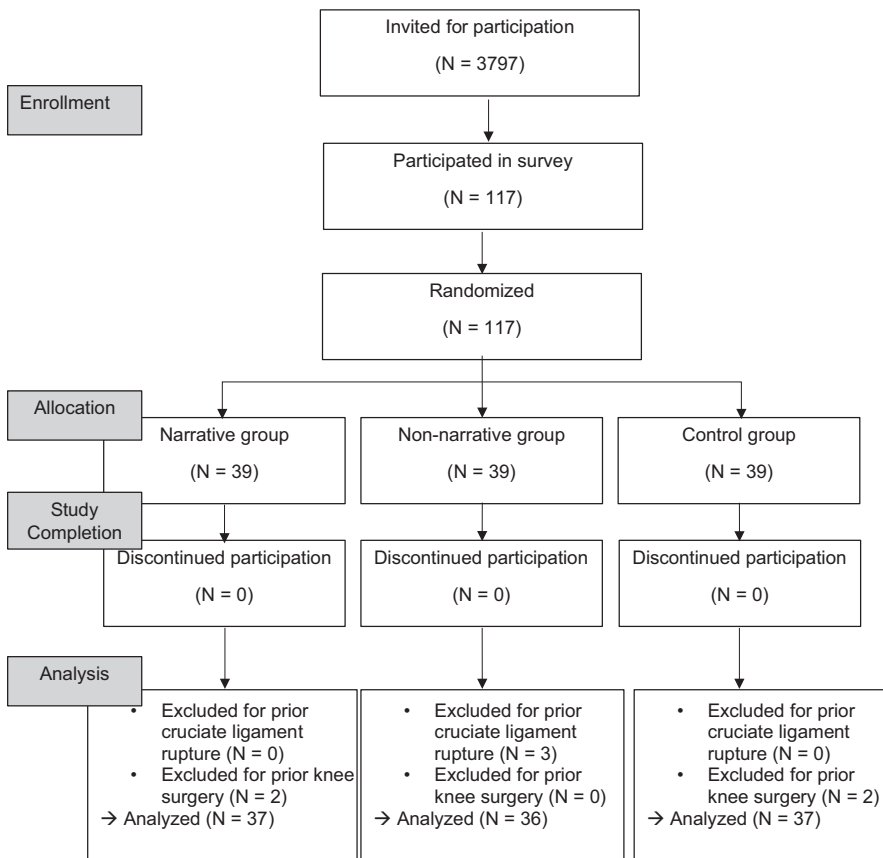 Invited for participation
(N = 3797)
Enrollment
Participated in survey
(N = 117)
Randomized
(N = 117)
Allocation
Narrative group
(N = 39)
Non-narrative group
(N = 39)
Control group
(N = 39)
Study
Completion
Discontinued participation
(N = 0)
Discontinued participation
(N = 0)
Discontinued participation
(N = 0)
Analysis
• Excluded for prior
cruciate ligament
rupture (N = 0)
• Excluded for prior knee
surgery (N = 2)
→ Analyzed (N = 37)
• Excluded for prior
cruciate ligament
rupture (N = 3)
• Excluded for prior
knee surgery (N = 0)
→ Analyzed (N = 36)
• Excluded for prior
cruciate ligament
rupture (N = 0)
• Excluded for prior
knee surgery (N = 2)
→ Analyzed (N = 37)